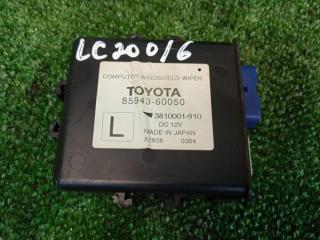 LC200/6
COMPUTER WINDSHIELD WIPER
TOYOTA
85943-60050
L
3810001-910
DC 12V
MADE IN JAPAN
A1X08 0354